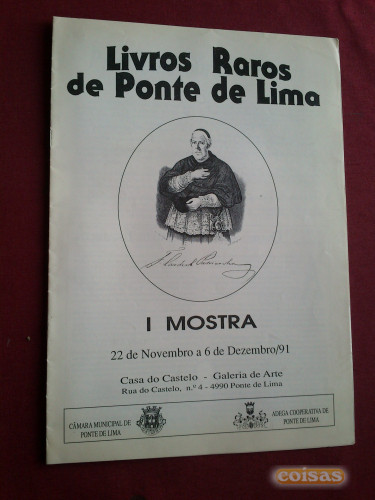 Livros Raros
de Ponte de Lima
I MOSTRA
22 de Novembro a 6 de Dezembro/91
Casa do Castelo - Galeria de Arte
Rua do Castelo, n.º 4 - 4990 Ponte de Lima
CÂMARA MUNICIPAL DE
PONTE DE LIMA
ADEGA COOPERATIVA DE
PONTE DE LIMA
coisas